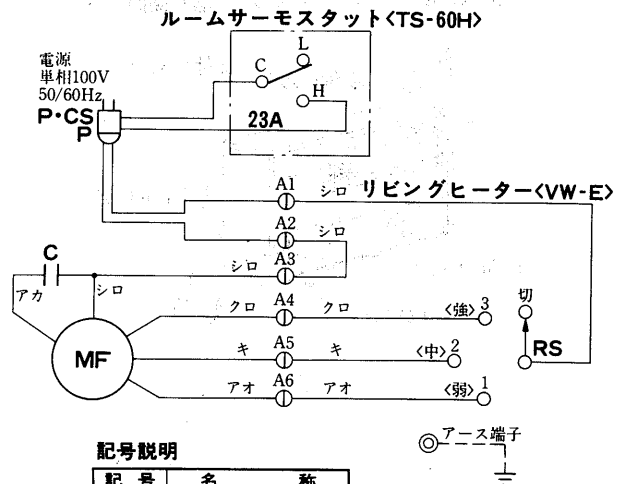 ルームサーモスタット<TS-60H>
電源
単相100V
50/60Hz
P・CS
P
L
C
H
23A
A1 シロ リビングヒーター<VW-E>
A2 シロ
C
シロ A3
アカ シロ
クロ A4 クロ <強> 3 切
MF
キ A5 キ <中> 2 RS
アオ A6 アオ <弱> 1
アース端子
記号説明
記号 名称